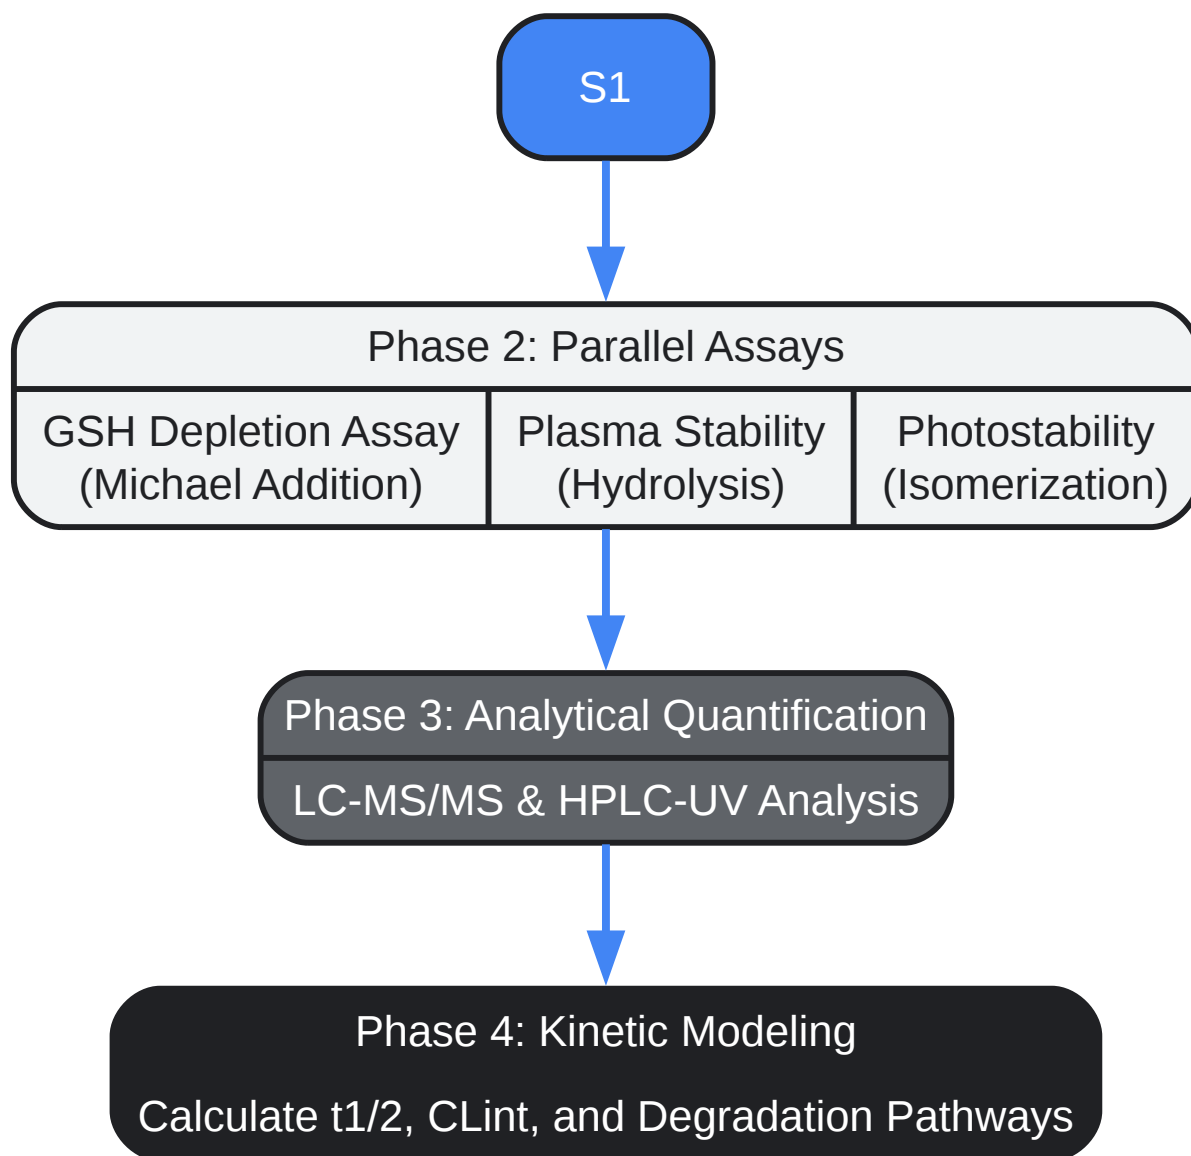 S1
Phase 2: Parallel Assays
GSH Depletion Assay
(Michael Addition)
Plasma Stability
(Hydrolysis)
Photostability
(Isomerization)
Phase 3: Analytical Quantification
LC-MS/MS & HPLC-UV Analysis
Phase 4: Kinetic Modeling
Calculate t1/2, CLint, and Degradation Pathways